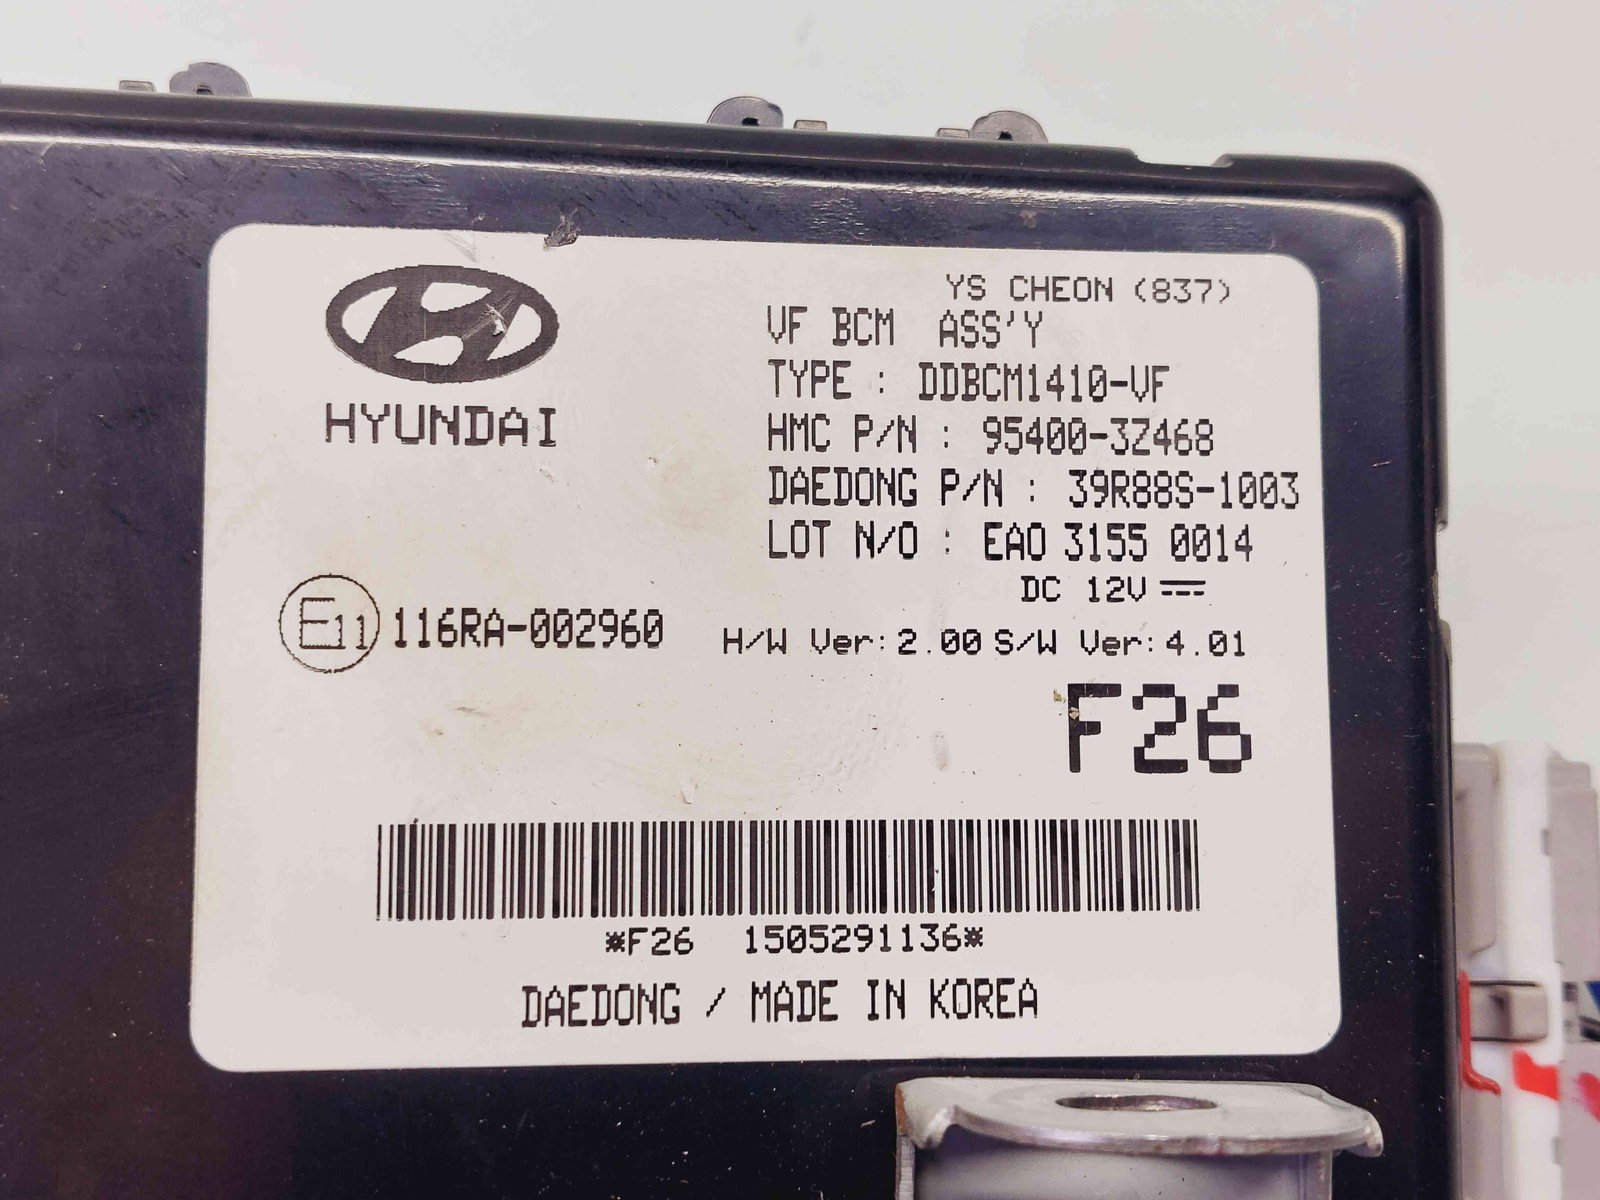 YS CHEON (837)
VF BCM ASS'Y
TYPE : DDBCM1410-VF
HYUNDAI
HMC P/N : 95400-3Z468
DAEDONG P/N : 39R88S-1003
LOT N/O : EAO 3155 0014
DC 12V
E11 116RA-002960
H/W Ver:2.00 S/W Ver:4.01
F26
*F26 1505291136*
DAEDONG / MADE IN KOREA